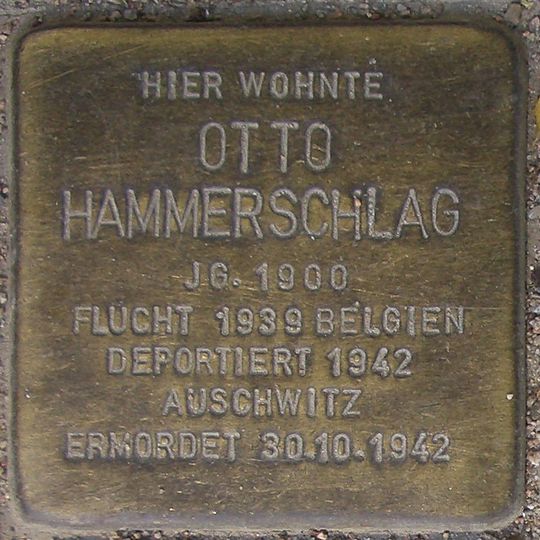 HIER WOHNTE
OTTO
HAMMERSCHLAG
JG. 1900
FLUCHT 1939 BELGIEN
DEPORTIERT 1942
AUSCHWITZ
ERMORDET 30.10.1942